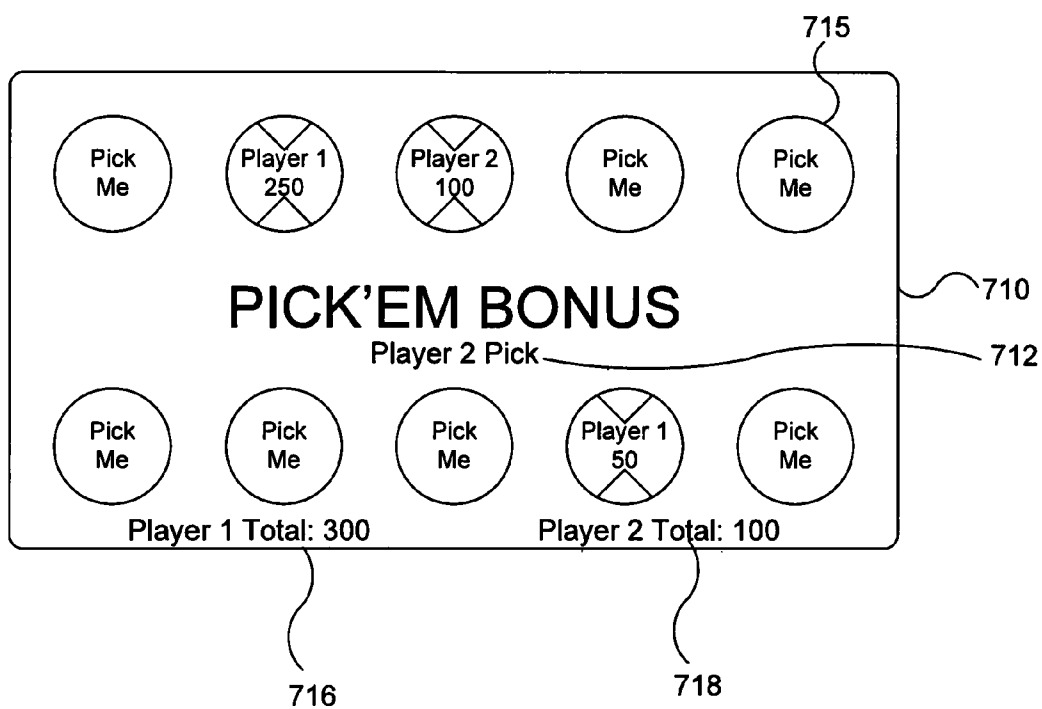 715
Pick
Me
Player 1
250
Player 2
100
Pick
Me
Pick
Me
710
PICK'EM BONUS
Player 2 Pick
712
Pick
Me
Pick
Me
Pick
Me
Player 1
50
Pick
Me
Player 1 Total: 300
Player 2 Total: 100
716
718